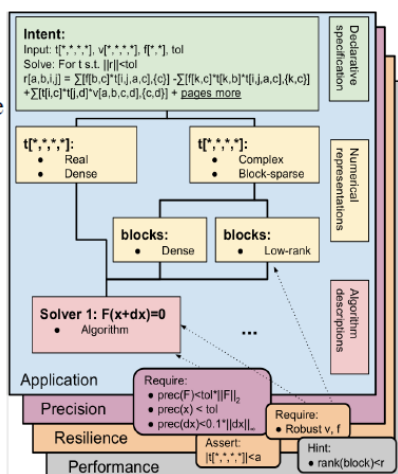 Intent:
Input: t[*,*,*,*], v[*,*,*,*], f[*,*], tol
Solve: For t s.t. ||r||<tol
r[a,b,i,j] = ∑[f[b,c]*t[i,j,a,c],{c}] -∑[f[k,c]*t[k,b]*t[i,j,a,c],{k,c}]
+∑[t[i,c]*t[j,d]*v[a,b,c,d],{c,d}] + pages more
Declarative
specification
e
t[*,*,*,*]:
● Real
● Dense
t[*,*,*,*]:
● Complex
● Block-sparse
blocks:
● Dense
blocks:
● Low-rank
Numerical
representations
Solver 1: F(x+dx)=0
● Algorithm
...
Algorithm
descriptions
Application
Precision
Resilience
Performance
Require:
● prec(F)<tol*||F||₂
● prec(x) < tol
● prec(dx)<0.1*||dx||∞
Require:
● Robust v, f
Assert:
|t[*,*,*,*]|<a
Hint:
● rank(block)<r